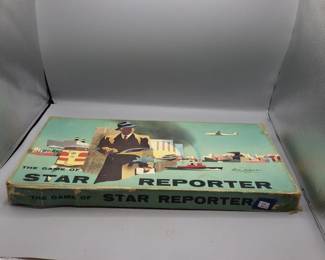 THE GAME OF
STAR REPORTER
THE GAME OF STAR REPORTER